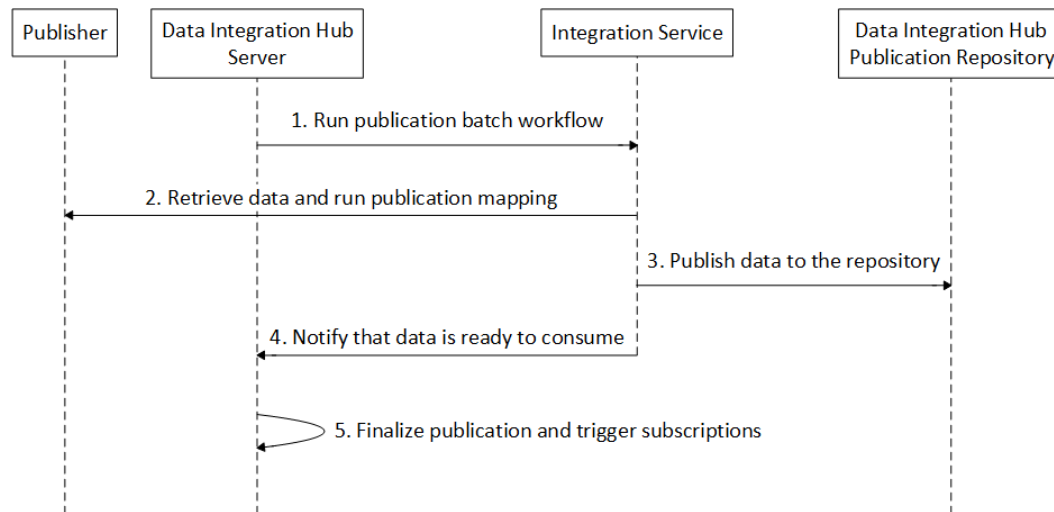 Publisher
Data Integration Hub
Server
Integration Service
Data Integration Hub
Publication Repository
1. Run publication batch workflow
2. Retrieve data and run publication mapping
3. Publish data to the repository
4. Notify that data is ready to consume
5. Finalize publication and trigger subscriptions